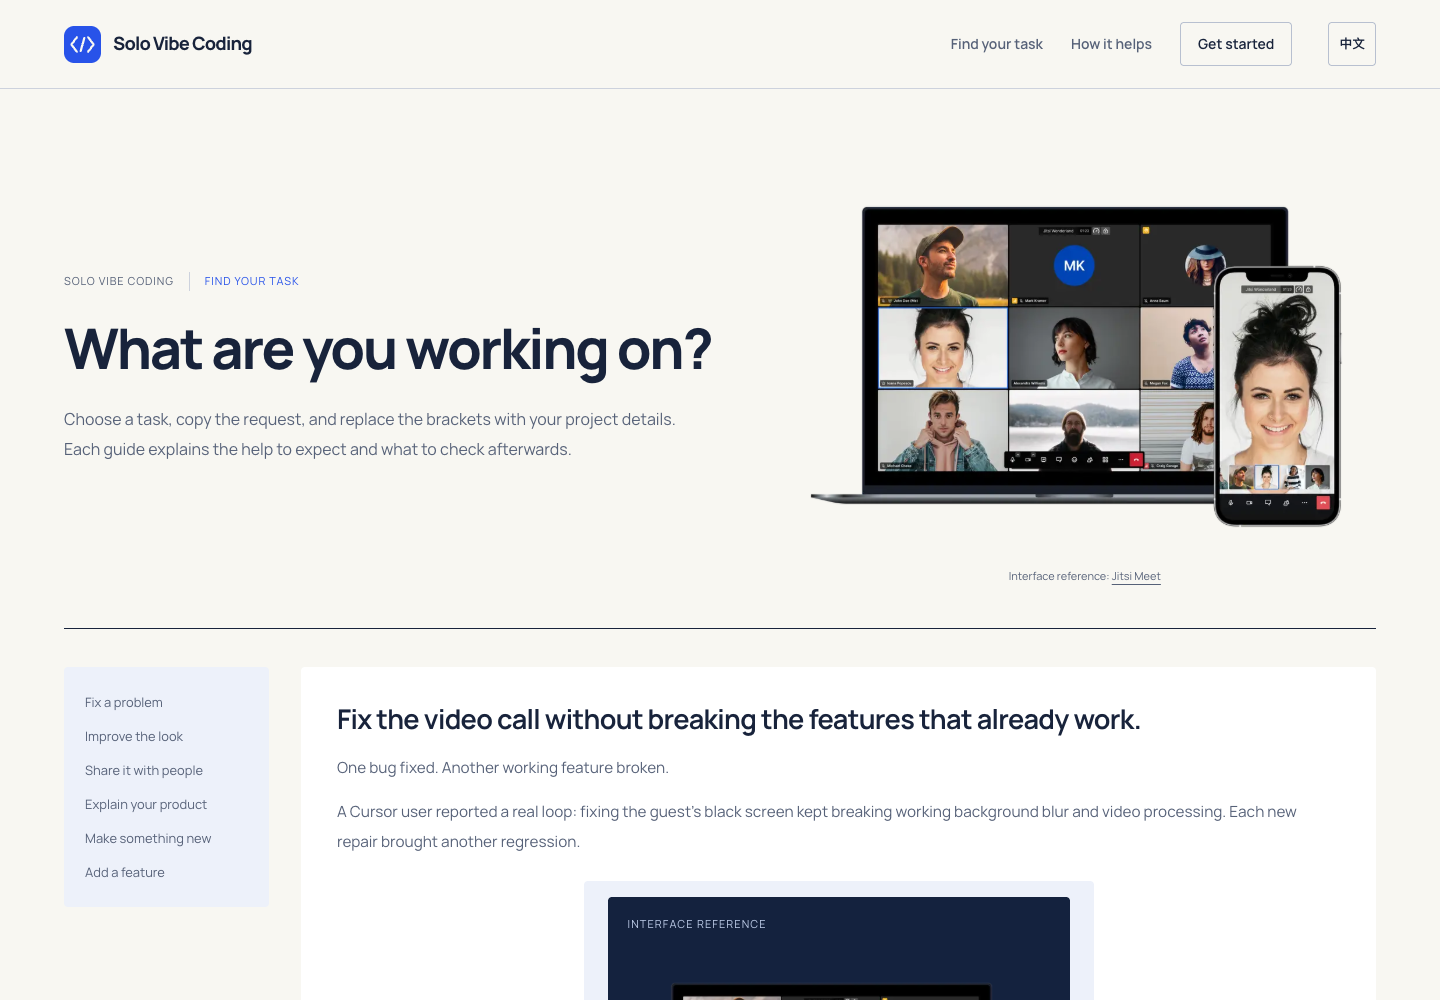 Solo Vibe Coding
Find your task
How it helps
Get started
中文
SOLO VIBE CODING
FIND YOUR TASK
What are you working on?
Choose a task, copy the request, and replace the brackets with your project details.
Each guide explains the help to expect and what to check afterwards.
MK
Interface reference: Jitsi Meet
Fix a problem
Improve the look
Share it with people
Explain your product
Make something new
Add a feature
Fix the video call without breaking the features that already work.
One bug fixed. Another working feature broken.
A Cursor user reported a real loop: fixing the guest's black screen kept breaking working background blur and video processing. Each new
repair brought another regression.
INTERFACE REFERENCE